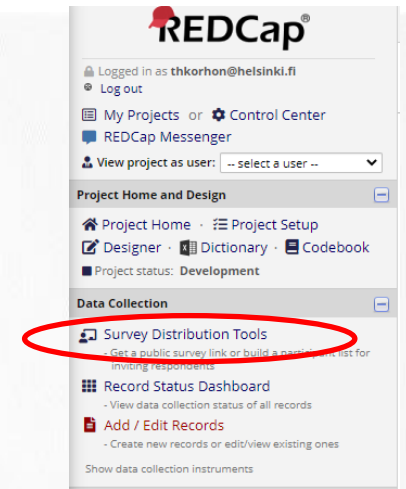 REDCap®
Logged in as thkorhon@helsinki.fi
Log out
My Projects or Control Center
REDCap Messenger
View project as user: -- select a user --
Project Home and Design
Project Home · Project Setup
Designer · Dictionary · Codebook
Project status: Development
Data Collection
Survey Distribution Tools
- Get a public survey link or build a participant list for
inviting respondents
Record Status Dashboard
- View data collection status of all records
Add / Edit Records
- Create new records or edit/view existing ones
Show data collection instruments